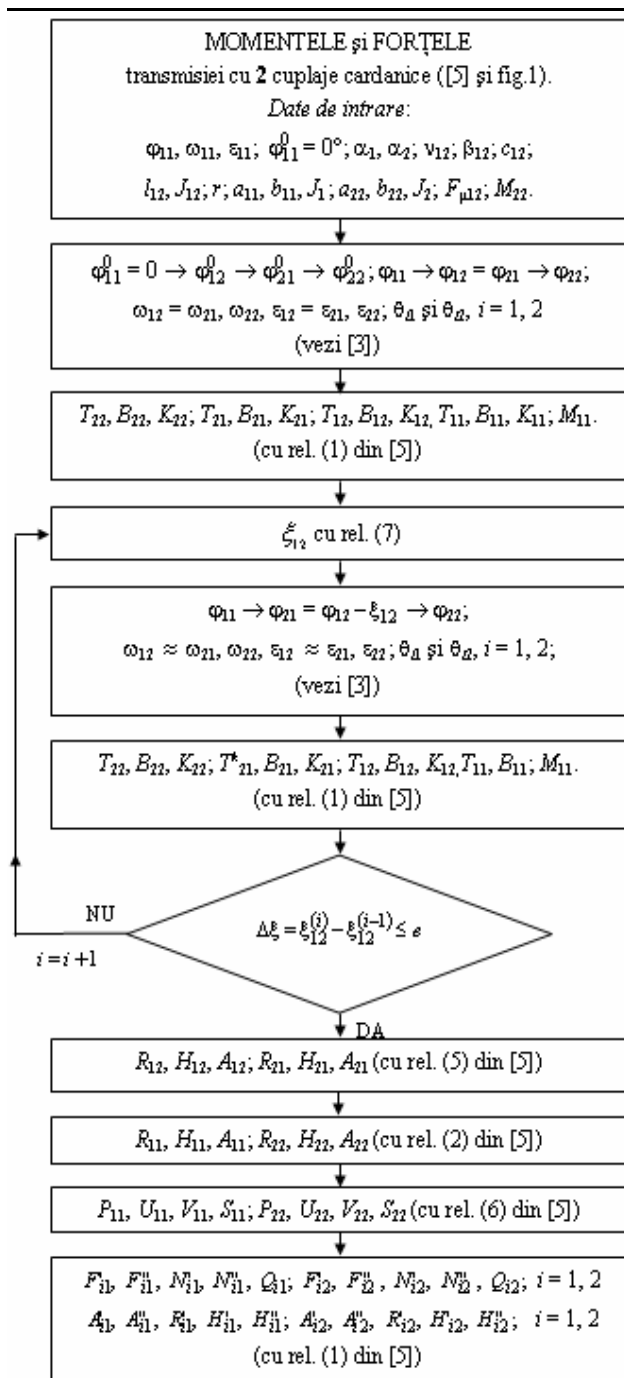 MOMENTELE şi FORŢELE
transmisiei cu 2 cuplaje cardanice ([5] şi fig.1).
Date de intrare:
φ₁₁, ω₁₁, ε₁₁; φ⁰₁₁ = 0°; α₁, α₂; ν₁₂; β₁₂; c₁₂;
l₁₂, J₁₂; r; a₁₁, b₁₁, J₁; a₂₂, b₂₂, J₂; F_μ₁₂; M₂₂.
φ⁰₁₁ = 0 → φ⁰₁₂ → φ⁰₂₁ → φ⁰₂₂; φ₁₁ → φ₁₂ = φ₂₁ → φ₂₂;
ω₁₂ = ω₂₁, ω₂₂, ε₁₂ = ε₂₁, ε₂₂; θᵢ₁ şi θᵢ₂, i = 1, 2
(vezi [3])
T₂₂, B₂₂, K₂₂; T₂₁, B₂₁, K₂₁; T₁₂, B₁₂, K₁₂, T₁₁, B₁₁, K₁₁; M₁₁.
(cu rel. (1) din [5])
ξ₁₂ cu rel. (7)
φ₁₁ → φ₂₁ = φ₁₂ – ξ₁₂ → φ₂₂;
ω₁₂ ≈ ω₂₁, ω₂₂, ε₁₂ ≈ ε₂₁, ε₂₂; θᵢ₁ şi θᵢ₂, i = 1, 2;
(vezi [3])
T₂₂, B₂₂, K₂₂; T*₂₁, B₂₁, K₂₁; T₁₂, B₁₂, K₁₂, T₁₁, B₁₁; M₁₁.
(cu rel. (1) din [5])
NU
Δξ = ξ₁₂⁽ⁱ⁾ – ξ₁₂⁽ⁱ⁻¹⁾ ≤ e
i = i +1
DA
R₁₂, H₁₂, A₁₂; R₂₁, H₂₁, A₂₁ (cu rel. (5) din [5])
R₁₁, H₁₁, A₁₁; R₂₂, H₂₂, A₂₂ (cu rel. (2) din [5])
P₁₁, U₁₁, V₁₁, S₁₁; P₂₂, U₂₂, V₂₂, S₂₂ (cu rel. (6) din [5])
F'ᵢ₁, F''ᵢ₁, N'ᵢ₁, N''ᵢ₁, Qᵢ₁; F'ᵢ₂, F''ᵢ₂, N'ᵢ₂, N''ᵢ₂, Qᵢ₂; i = 1, 2
A'ᵢ₁, A''ᵢ₁, R'ᵢ₁, H'ᵢ₁, H''ᵢ₁; A'ᵢ₂, A''ᵢ₂, R'ᵢ₂, H'ᵢ₂, H''ᵢ₂; i = 1, 2
(cu rel. (1) din [5])